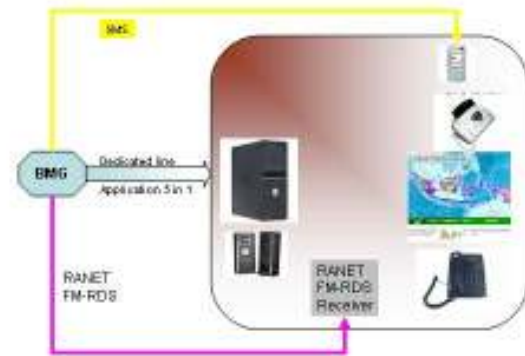 SMS
Dedicated line
BMG
Application 5 in 1
RANET
FM-RDS
RANET
FM-RDS
Receiver